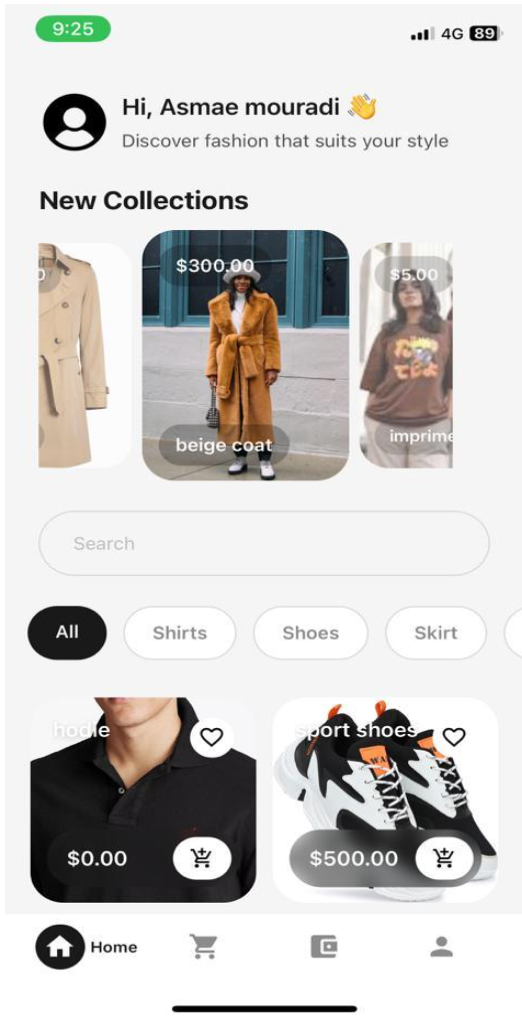 9:25
4G 89
Hi, Asmae mouradi 👋
Discover fashion that suits your style
New Collections
$300.00
$5.00
beige coat
imprime
Search
All Shirts Shoes Skirt
hodie
sport shoes
$0.00
$500.00
Home